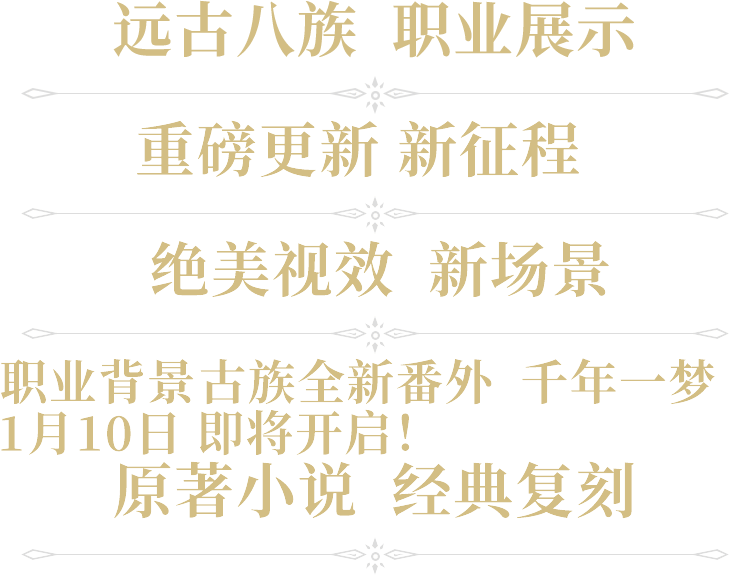 远古八族 职业展示
重磅更新 新征程
绝美视效 新场景
职业背景古族全新番外 千年一梦
1月10日 即将开启!
原著小说 经典复刻